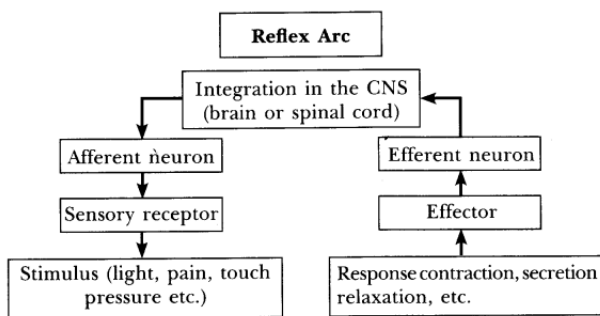 Reflex Arc
Integration in the CNS
(brain or spinal cord)
Afferent neuron
Efferent neuron
Sensory receptor
Effector
Stimulus (light, pain, touch
pressure etc.)
Response contraction, secretion
relaxation, etc.